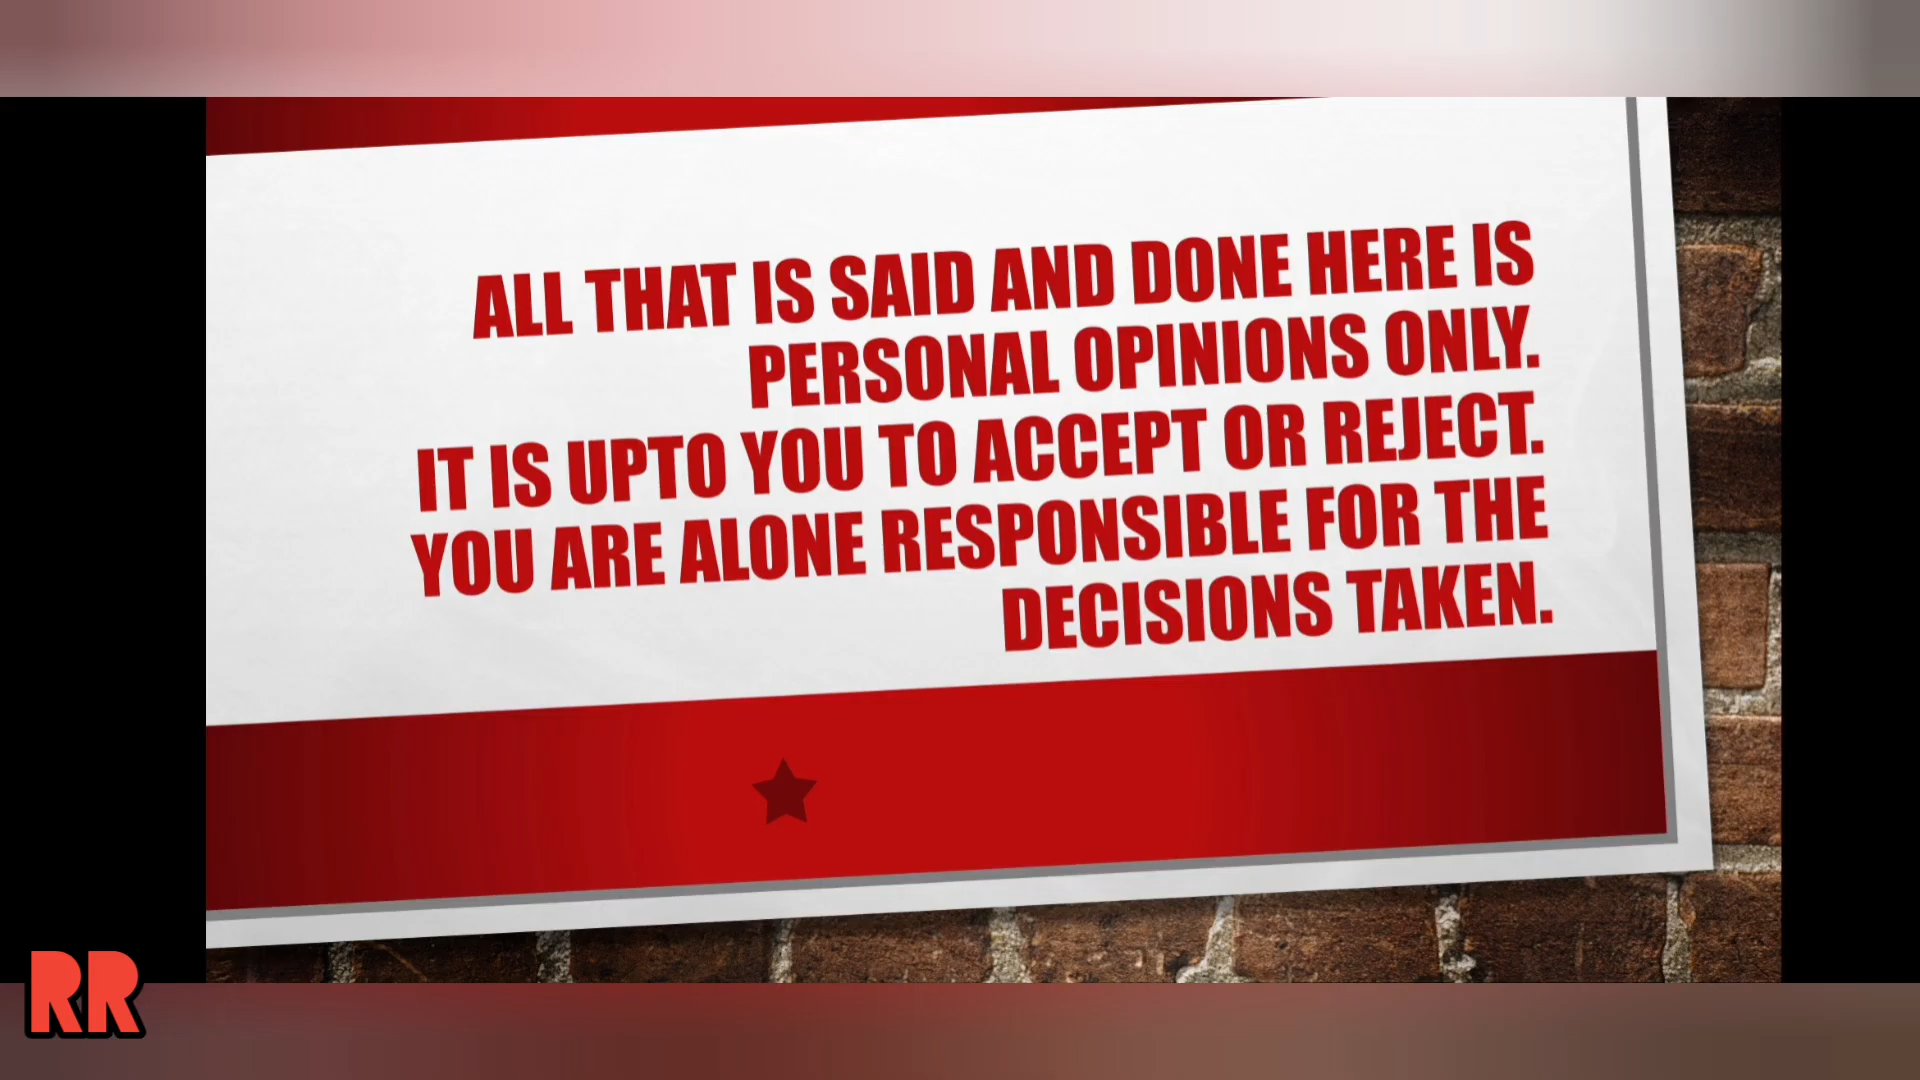 ALL THAT IS SAID AND DONE HERE IS
PERSONAL OPINIONS ONLY.
IT IS UPTO YOU TO ACCEPT OR REJECT.
YOU ARE ALONE RESPONSIBLE FOR THE
DECISIONS TAKEN.
RR